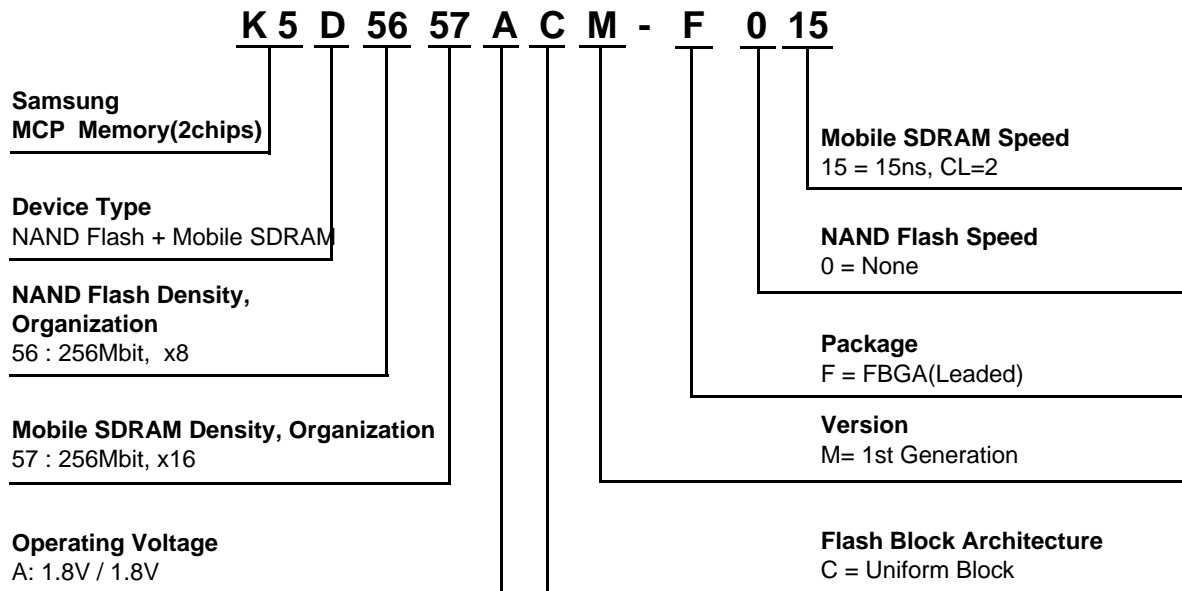 K 5 D 56 57 A C M - F 0 15
Samsung
MCP Memory(2chips)
Device Type
NAND Flash + Mobile SDRAM
NAND Flash Density,
Organization
56 : 256Mbit, x8
Mobile SDRAM Density, Organization
57 : 256Mbit, x16
Operating Voltage
A: 1.8V / 1.8V
Mobile SDRAM Speed
15 = 15ns, CL=2
NAND Flash Speed
0 = None
Package
F = FBGA(Leaded)
Version
M= 1st Generation
Flash Block Architecture
C = Uniform Block